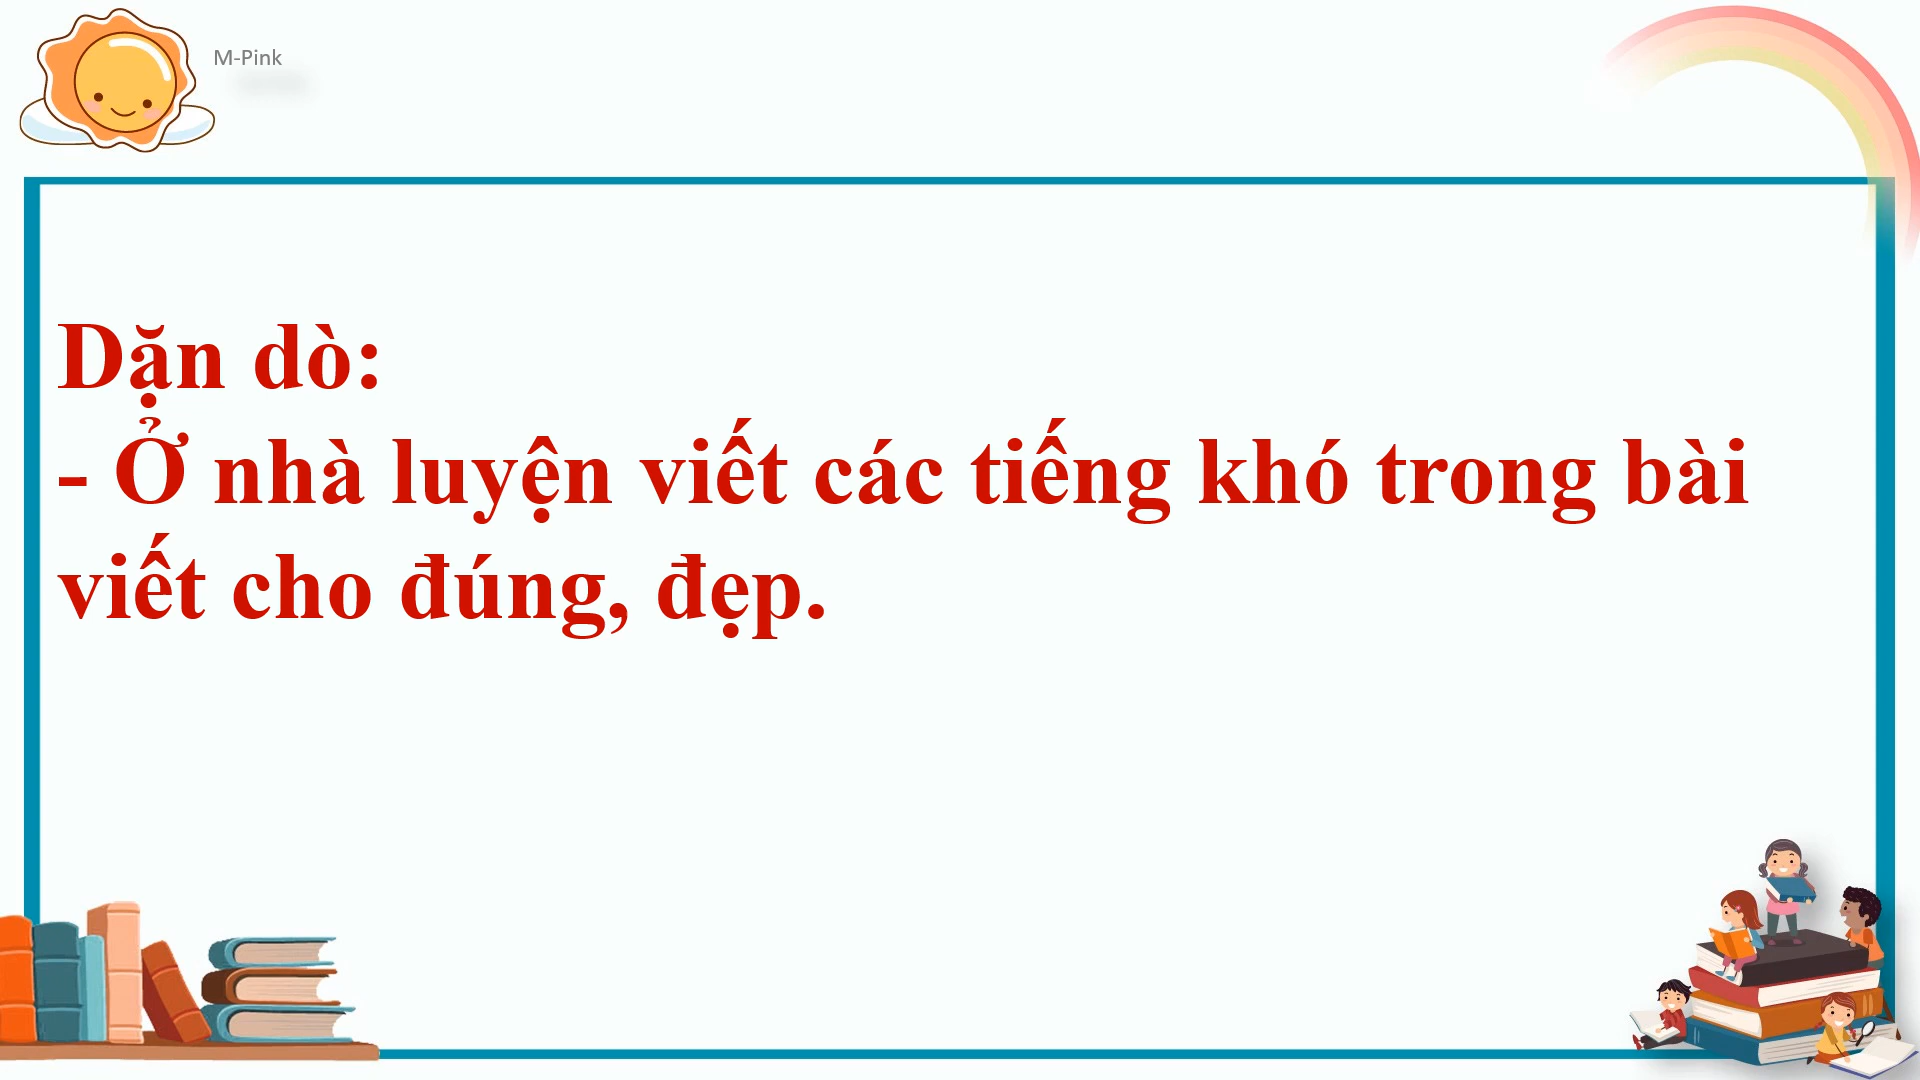 M-Pink
Dặn dò:
- Ở nhà luyện viết các tiếng khó trong bài
viết cho đúng, đẹp.